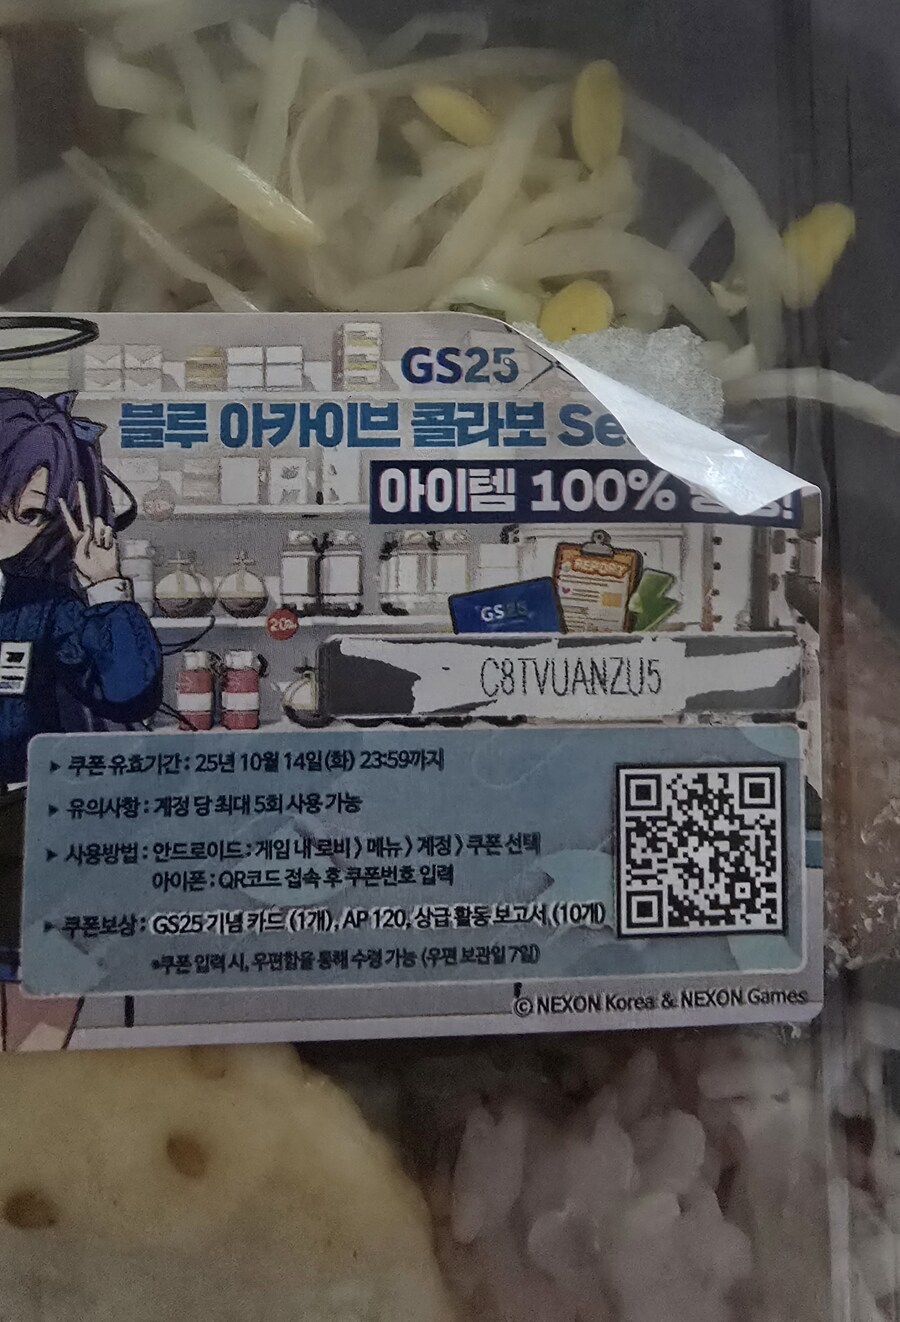 GS25 ×
블루 아카이브 콜라보
아이템 100%
REPORT
GS25
20%
C8TVUANZU5
▸ 쿠폰 유효기간 : 25년 10월 14일(화) 23:59까지
▸ 유의사항 : 계정 당 최대 5회 사용 가능
▸ 사용방법 : 안드로이드 : 게임 내 로비 〉 메뉴 〉 계정 〉 쿠폰 선택
아이폰 : QR코드 접속 후 쿠폰번호 입력
▸ 쿠폰보상 : GS25 기념 카드 (1개), AP 120, 상급 활동 보고서 (10개)
*쿠폰 입력 시, 우편함을 통해 수령 가능 (우편 보관일 7일)
© NEXON Korea & NEXON Games